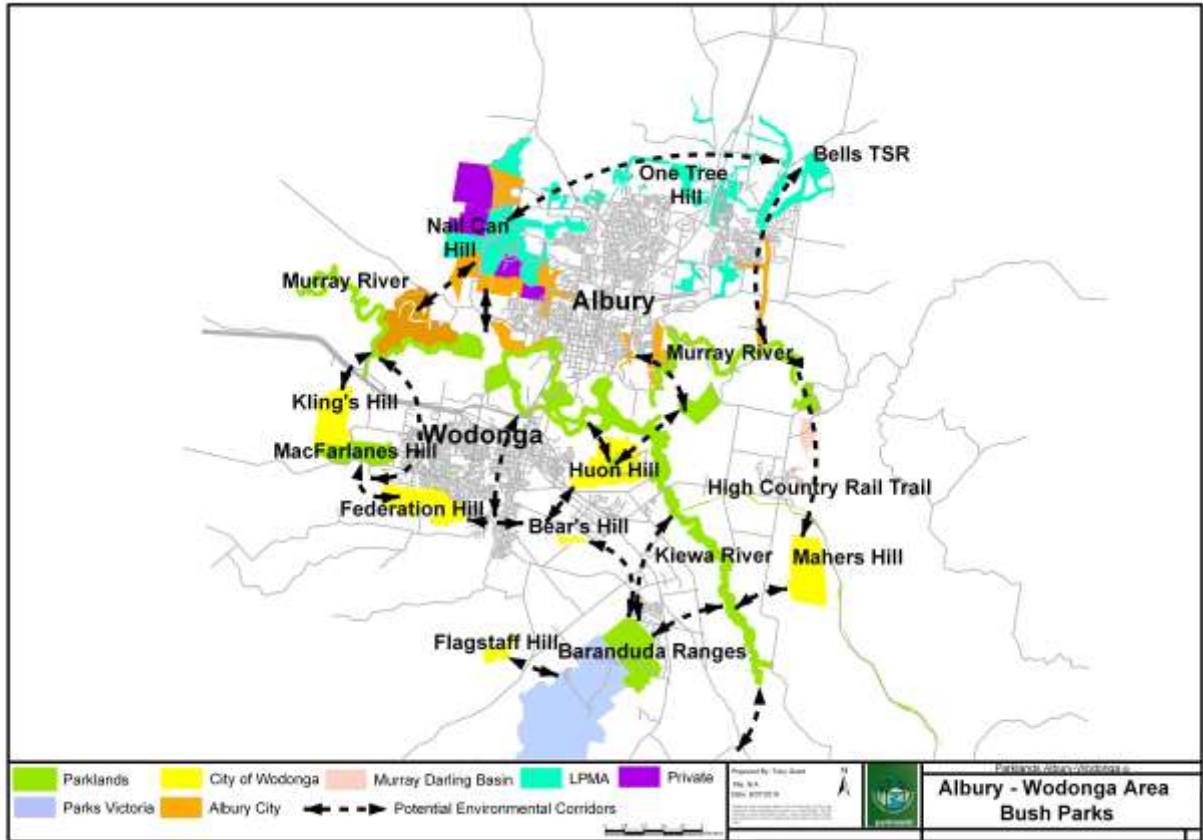 Bells TSR
One Tree
Hill
Nail Can
Hill
Murray River
Albury
Murray River
Kling's Hill
Wodonga
MacFarlanes Hill
Huon Hill
High Country Rail Trail
Federation Hill
Bear's Hill
Kiewa River
Mahers Hill
Flagstaff Hill
Baranduda Ranges
Parklands
City of Wodonga
Murray Darling Basin
LPMA
Private
Parks Victoria
Albury City
Potential Environmental Corridors
N
Parklands Albury-Wodonga
Albury - Wodonga Area
Bush Parks